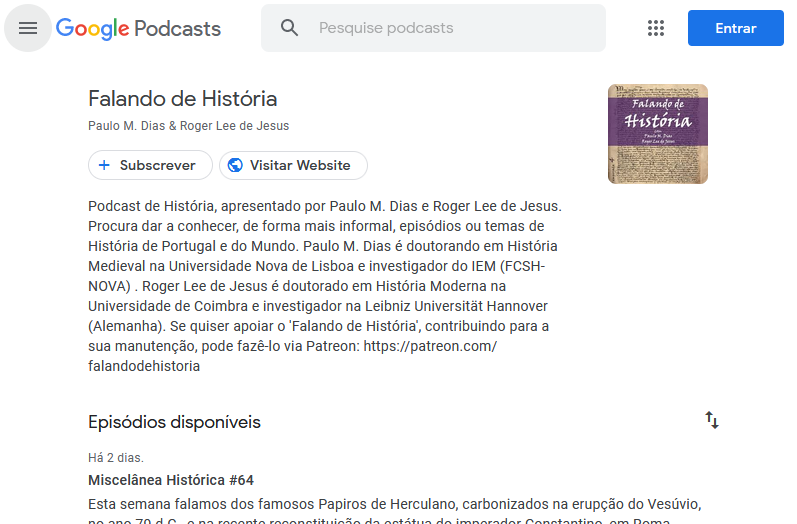 Google Podcasts
Pesquise podcasts
Entrar
Falando de História
Paulo M. Dias & Roger Lee de Jesus
Subscrever
Visitar Website
Falando de
História
Paulo M. Dias
Roger Lee de Jesus
Podcast de História, apresentado por Paulo M. Dias e Roger Lee de Jesus.
Procura dar a conhecer, de forma mais informal, episódios ou temas de
História de Portugal e do Mundo. Paulo M. Dias é doutorando em História
Medieval na Universidade Nova de Lisboa e investigador do IEM (FCSH-
NOVA) . Roger Lee de Jesus é doutorado em História Moderna na
Universidade de Coimbra e investigador na Leibniz Universität Hannover
(Alemanha). Se quiser apoiar o 'Falando de História', contribuindo para a
sua manutenção, pode fazê-lo via Patreon: https://patreon.com/
falandodehistoria
Episódios disponíveis
Há 2 dias.
Miscelânea Histórica #64
Esta semana falamos dos famosos Papiros de Herculano, carbonizados na erupção do Vesúvio,
no ano 79 d.C., e na recente reconstituição da estátua do imperador Constantino, em Roma.